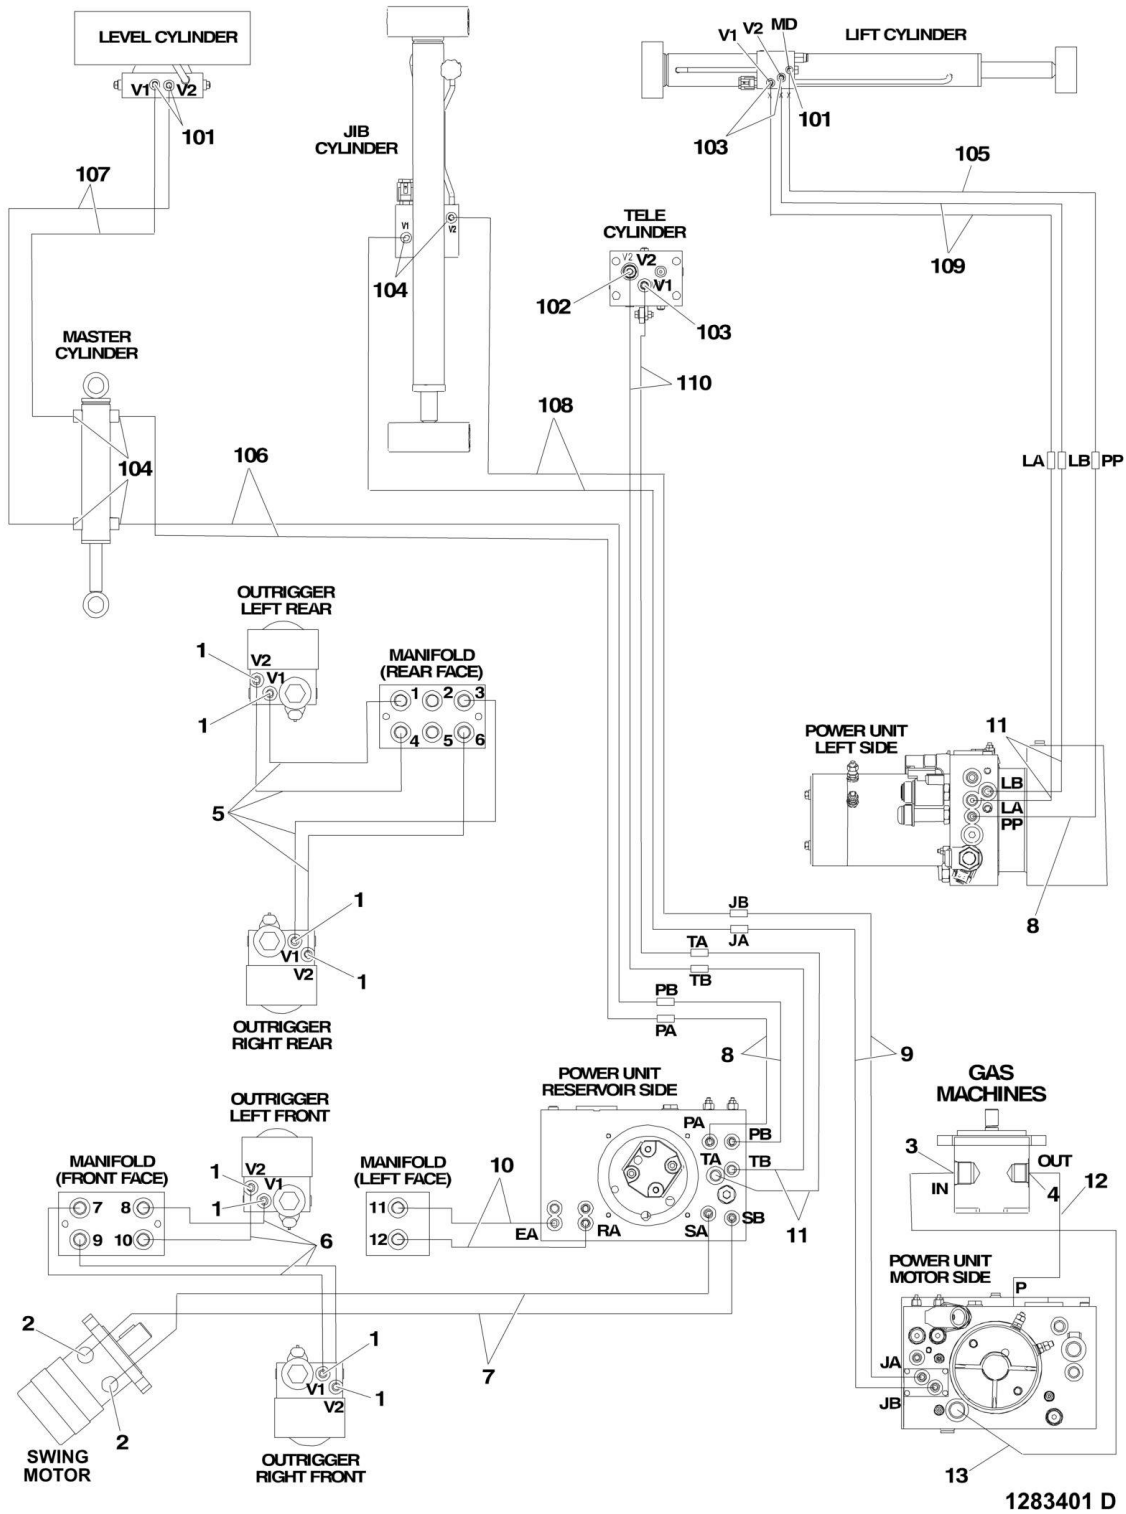 LEVEL CYLINDER
V1 V2
101
107
JIB
CYLINDER
V1
V2
104
V1 V2 MD
LIFT CYLINDER
103
101
105
109
TELE
CYLINDER
V2
V2
V1
102
103
110
MASTER
CYLINDER
104
106
108
LA LB PP
OUTRIGGER
LEFT REAR
1
V2
V1
1
MANIFOLD
(REAR FACE)
1 2 3
4 5 6
5
POWER UNIT
LEFT SIDE
11
LB
LA
PP
8
1
V1
V2
1
OUTRIGGER
RIGHT REAR
JB
JA
TA
TB
PB
PA
8
9
GAS
MACHINES
3
IN
OUT
4
12
POWER UNIT
RESERVOIR SIDE
PA
PB
TA
TB
EA
RA
SA
SB
11
OUTRIGGER
LEFT FRONT
1
V2
V1
1
MANIFOLD
(FRONT FACE)
7 8
9 10
6
MANIFOLD
(LEFT FACE)
11
12
10
POWER UNIT
MOTOR SIDE
P
JA
JB
13
2
2
SWING
MOTOR
7
1
V1
V2
1
OUTRIGGER
RIGHT FRONT
1283401 D